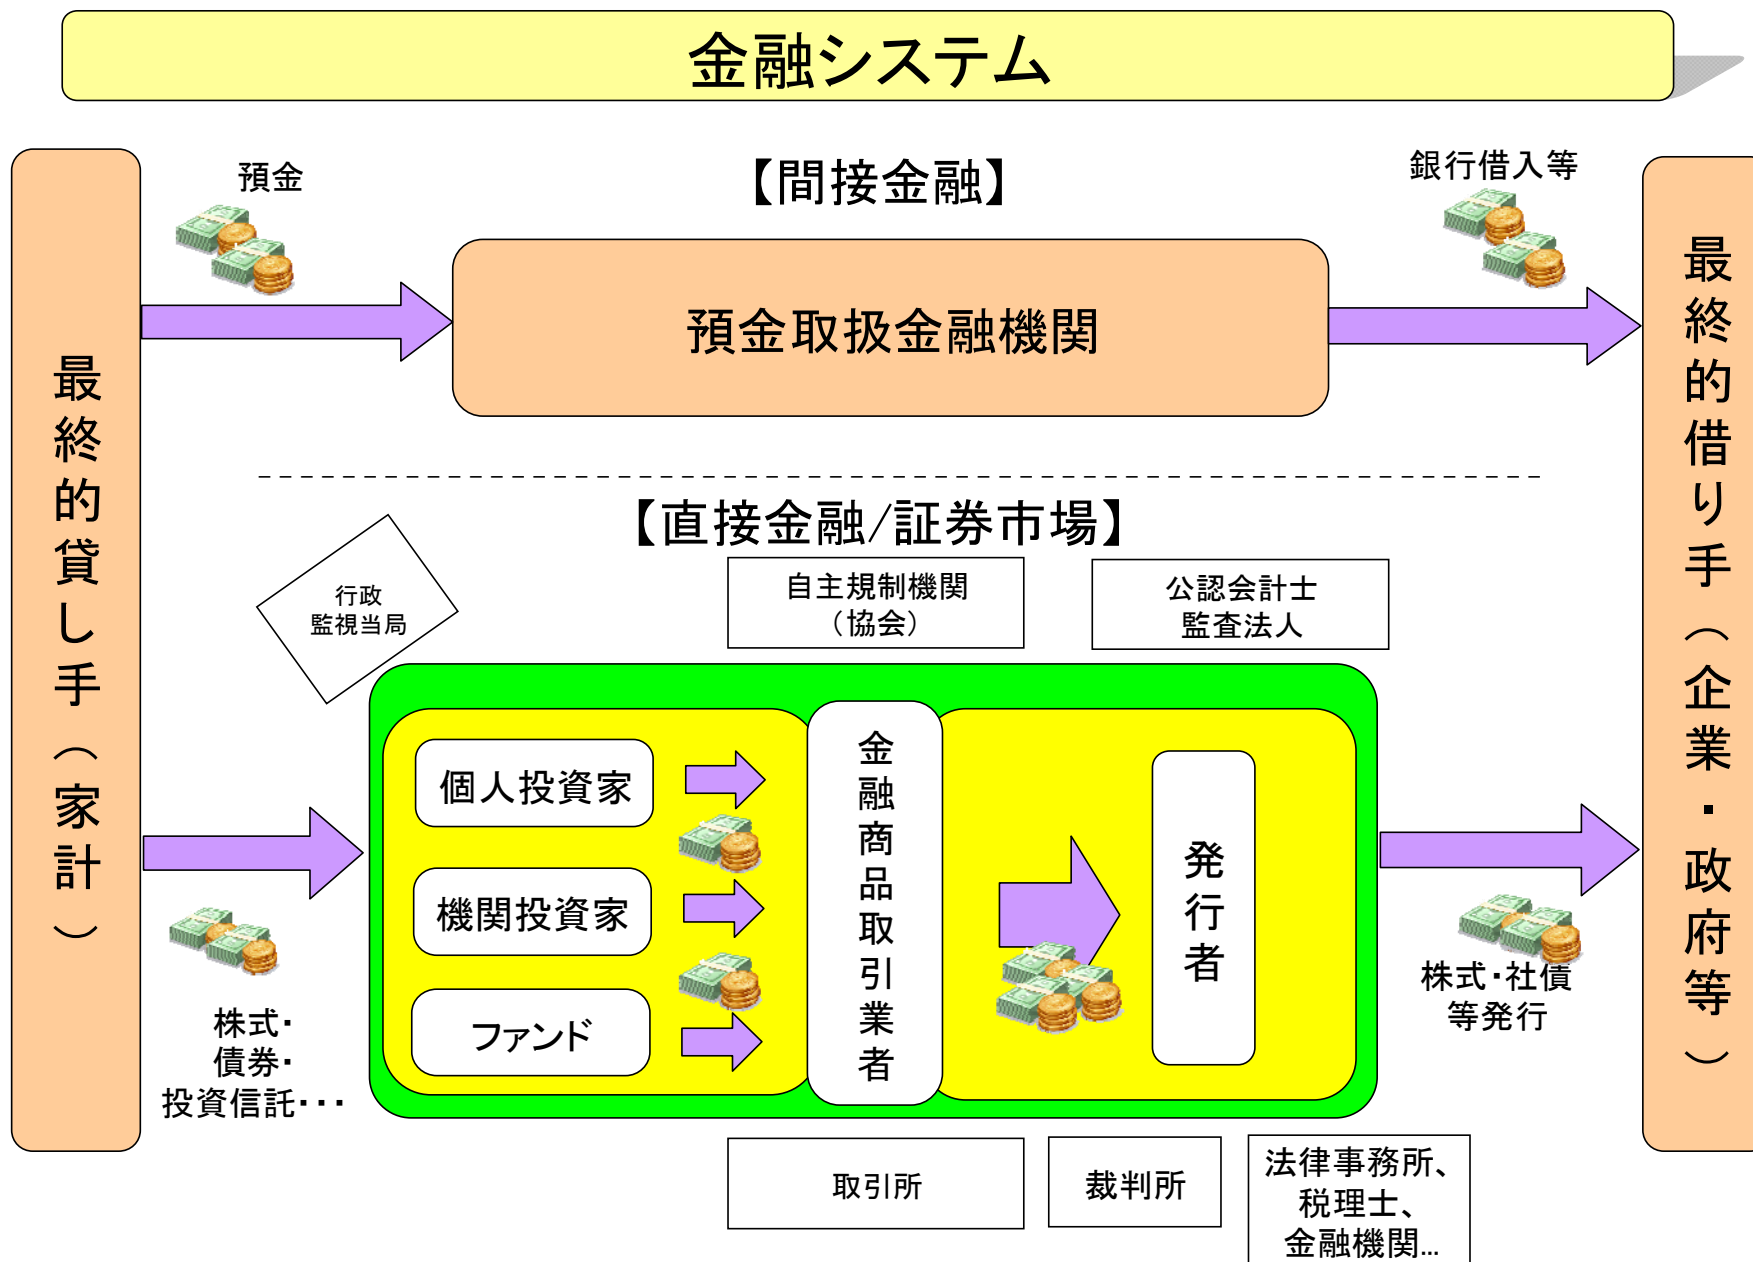 金融システム
預金
【間接金融】
銀行借入等
預金取扱金融機関
最終的貸し手（家計）
最終的借り手（企業・政府等）
【直接金融/証券市場】
行政
監視当局
自主規制機関
（協会）
公認会計士
監査法人
個人投資家
機関投資家
ファンド
金融商品取引業者
発行者
株式・
債券・
投資信託・・・
株式・社債
等発行
取引所
裁判所
法律事務所、
税理士、
金融機関...